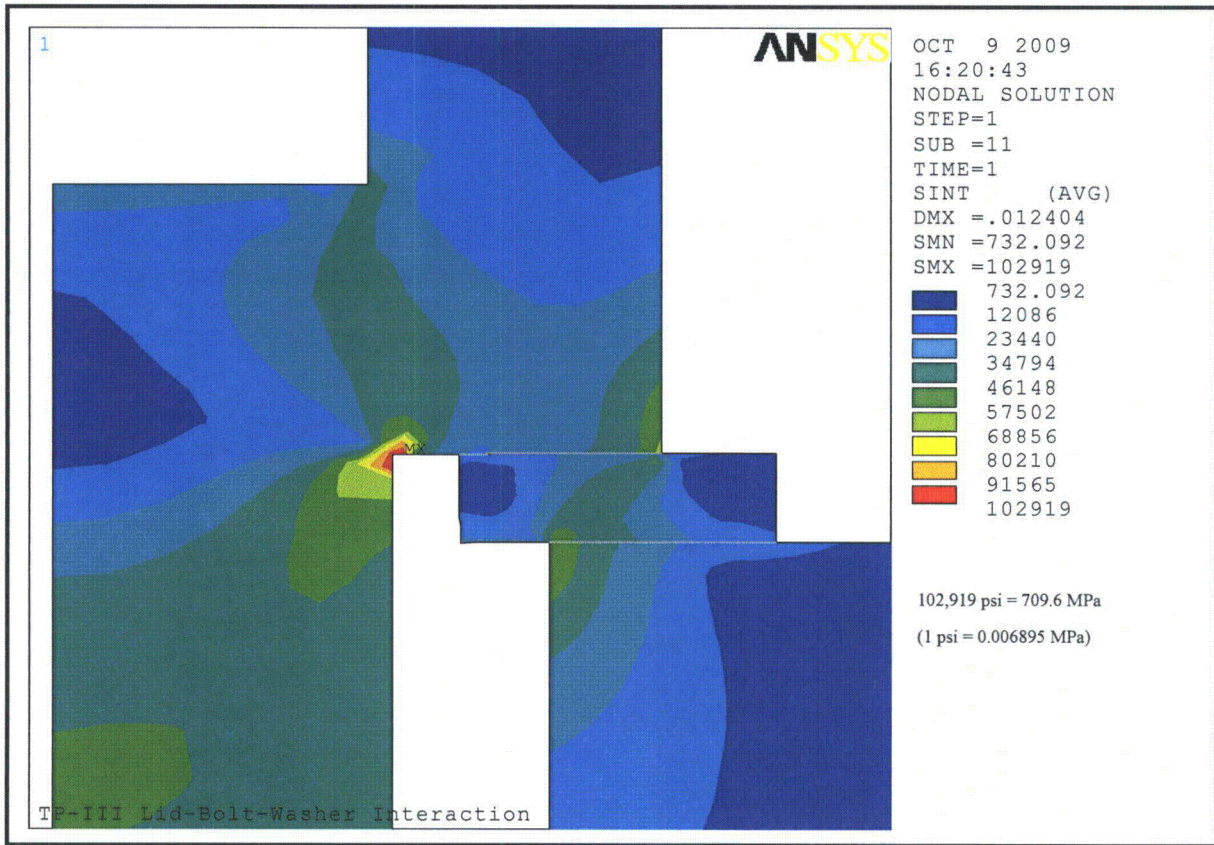 1
ANSYS
OCT 9 2009
16:20:43
NODAL SOLUTION
STEP=1
SUB =11
TIME=1
SINT (AVG)
DMX =.012404
SMN =732.092
SMX =102919
732.092
12086
23440
34794
46148
57502
68856
80210
91565
102919
102,919 psi = 709.6 MPa
(1 psi = 0.006895 MPa)
MX
TP-III Lid-Bolt-Washer Interaction